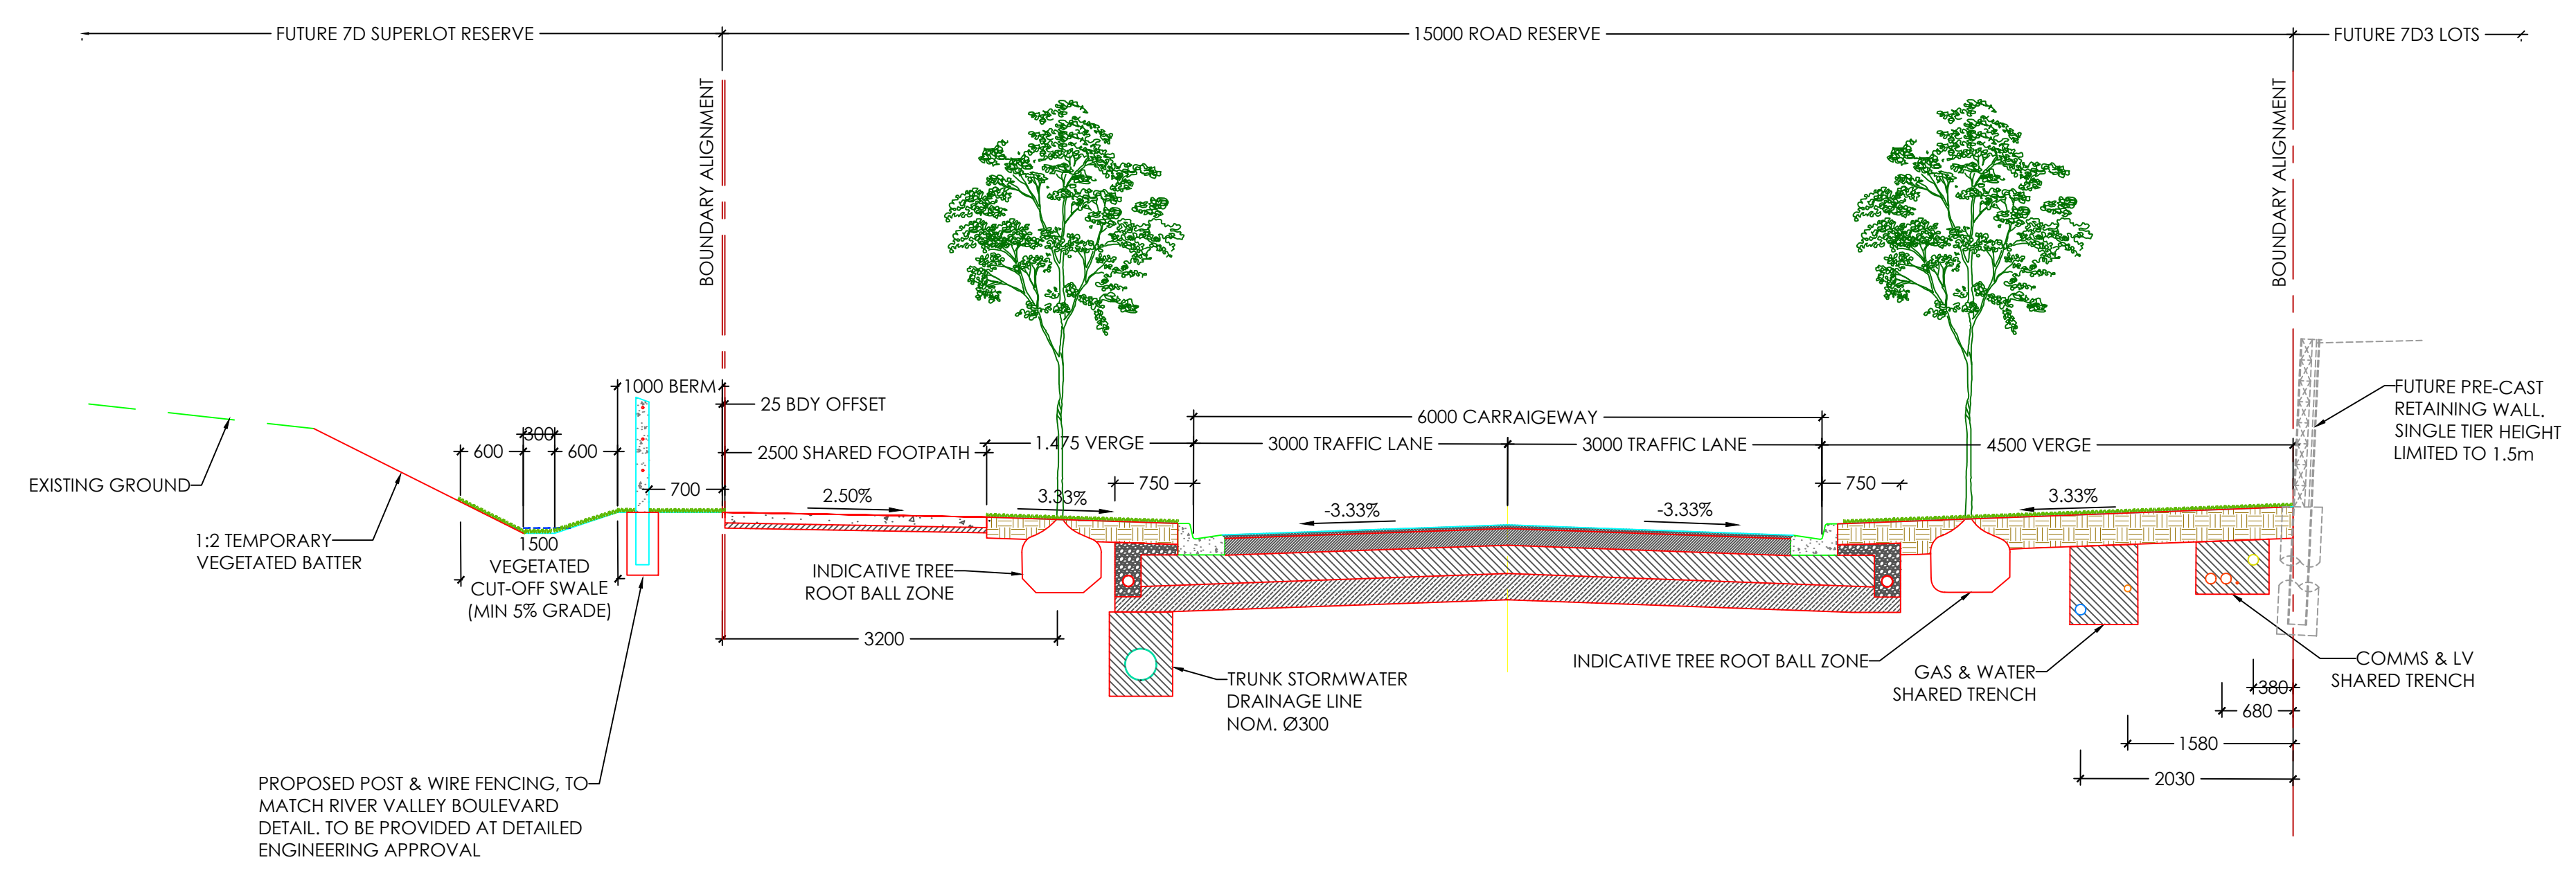 FUTURE 7D SUPERLOT RESERVE
15000 ROAD RESERVE
FUTURE 7D3 LOTS
BOUNDARY ALIGNMENT
BOUNDARY ALIGNMENT
1000 BERM
25 BDY OFFSET
6000 CARRAIGEWAY
FUTURE PRE-CAST
RETAINING WALL.
SINGLE TIER HEIGHT
LIMITED TO 1.5m
300
600
600
2500 SHARED FOOTPATH
1.475 VERGE
3000 TRAFFIC LANE
3000 TRAFFIC LANE
4500 VERGE
EXISTING GROUND
700
2.50%
3.33%
750
-3.33%
-3.33%
750
3.33%
1:2 TEMPORARY
VEGETATED BATTER
1500
VEGETATED
CUT-OFF SWALE
(MIN 5% GRADE)
INDICATIVE TREE
ROOT BALL ZONE
3200
TRUNK STORMWATER
DRAINAGE LINE
NOM. Ø300
INDICATIVE TREE ROOT BALL ZONE
GAS & WATER
SHARED TRENCH
COMMS & LV
SHARED TRENCH
380
680
1580
2030
PROPOSED POST & WIRE FENCING, TO
MATCH RIVER VALLEY BOULEVARD
DETAIL. TO BE PROVIDED AT DETAILED
ENGINEERING APPROVAL